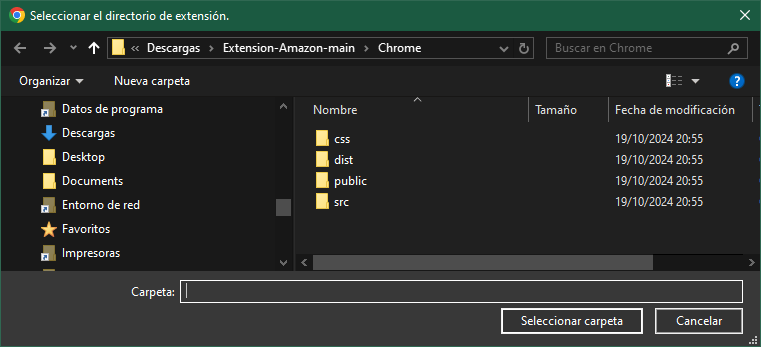 Seleccionar el directorio de extensión.
« Descargas › Extension-Amazon-main › Chrome
Buscar en Chrome
Organizar
Nueva carpeta
?
Datos de programa
Descargas
Desktop
Documents
Entorno de red
Favoritos
Impresoras
Nombre Tamaño Fecha de modificación
css 19/10/2024 20:55
dist 19/10/2024 20:55
public 19/10/2024 20:55
src 19/10/2024 20:55
Carpeta:
Seleccionar carpeta
Cancelar